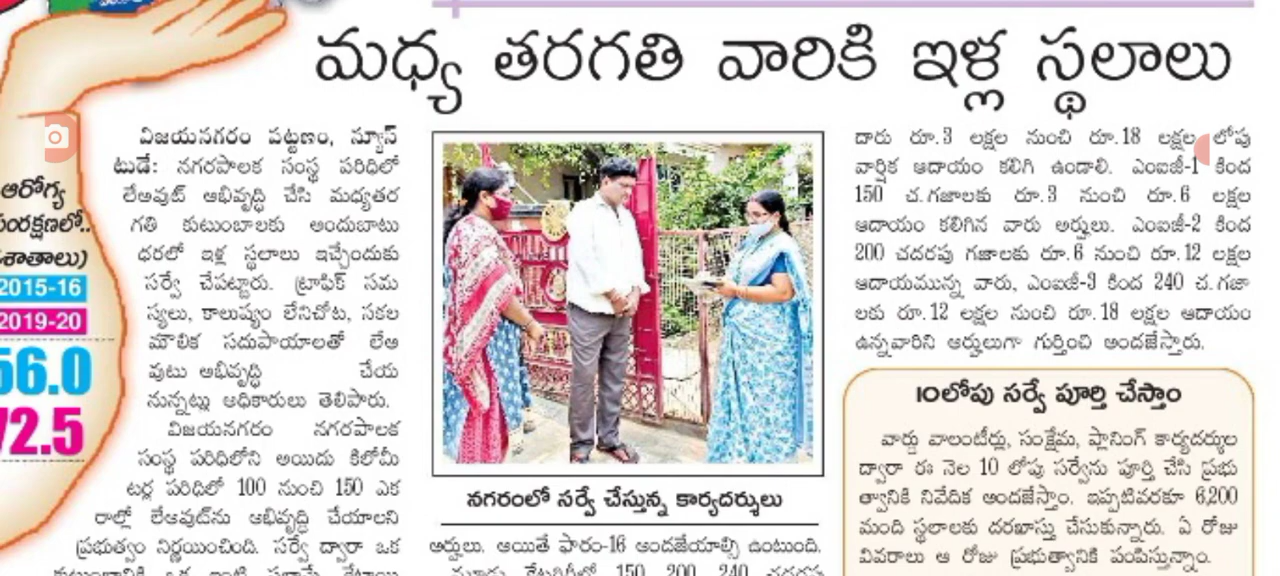 మధ్య తరగతి వారికి ఇళ్ల స్థలాలు
ఆరోగ్య
2015-16
2019-20
56.0
72.5
విజయనగరం పట్టణం, న్యూస్
టుడే: నగరపాలక సంస్థ పరిధిలో
లేఅవుట్ అభివృద్ధి చేసి మధ్యతర
గతి కుటుంబాలకు అందుబాటు
ధరలో ఇళ్ల స్థలాలు ఇచ్చేందుకు
సర్వే చేపట్టారు. ట్రాఫిక్ సమ
స్యలు, కాలుష్యం లేనిచోట, సకల
మౌలిక సదుపాయాలతో లేఅ
వుటు అభివృద్ధి చేయ
నున్నట్లు అధికారులు తెలిపారు.
విజయనగరం నగరపాలక
సంస్థ పరిధిలోని అయిదు కిలోమీ
టర్ల పరిధిలో 100 నుంచి 150 ఎక
రాల్లో లేఅవుట్‌ను అభివృద్ధి చేయాలని
ప్రభుత్వం నిర్ణయించింది. సర్వే ద్వారా ఒక
నగరంలో సర్వే చేస్తున్న కార్యదర్శులు
అర్హులు. అయితే ఫారం-16 అందజేయాల్సి ఉంటుంది.
150, 200, 240 చదరపు
దారు రూ.3 లక్షల నుంచి రూ.18 లక్షల లోపు
వార్షిక ఆదాయం కలిగి ఉండాలి. ఎంఐజీ-1 కింద
150 చ.గజాలకు రూ.3 నుంచి రూ.6 లక్షల
ఆదాయం కలిగిన వారు అర్హులు. ఎంఐజీ-2 కింద
200 చదరపు గజాలకు రూ.6 నుంచి రూ.12 లక్షల
ఆదాయమున్న వారు, ఎంఐజీ-3 కింద 240 చ.గజా
లకు రూ.12 లక్షల నుంచి రూ.18 లక్షల ఆదాయం
ఉన్నవారిని అర్హులుగా గుర్తించి అందజేస్తారు.
10లోపు సర్వే పూర్తి చేస్తాం
వార్డు వాలంటీర్లు, సంక్షేమ, ప్లానింగ్ కార్యదర్శుల
ద్వారా ఈ నెల 10 లోపు సర్వేను పూర్తి చేసి ప్రభు
త్వానికి నివేదిక అందజేస్తాం. ఇప్పటివరకూ 6,200
మంది స్థలాలకు దరఖాస్తు చేసుకున్నారు. ఏ రోజు
వివరాలు ఆ రోజు ప్రభుత్వానికి పంపిస్తున్నాం.